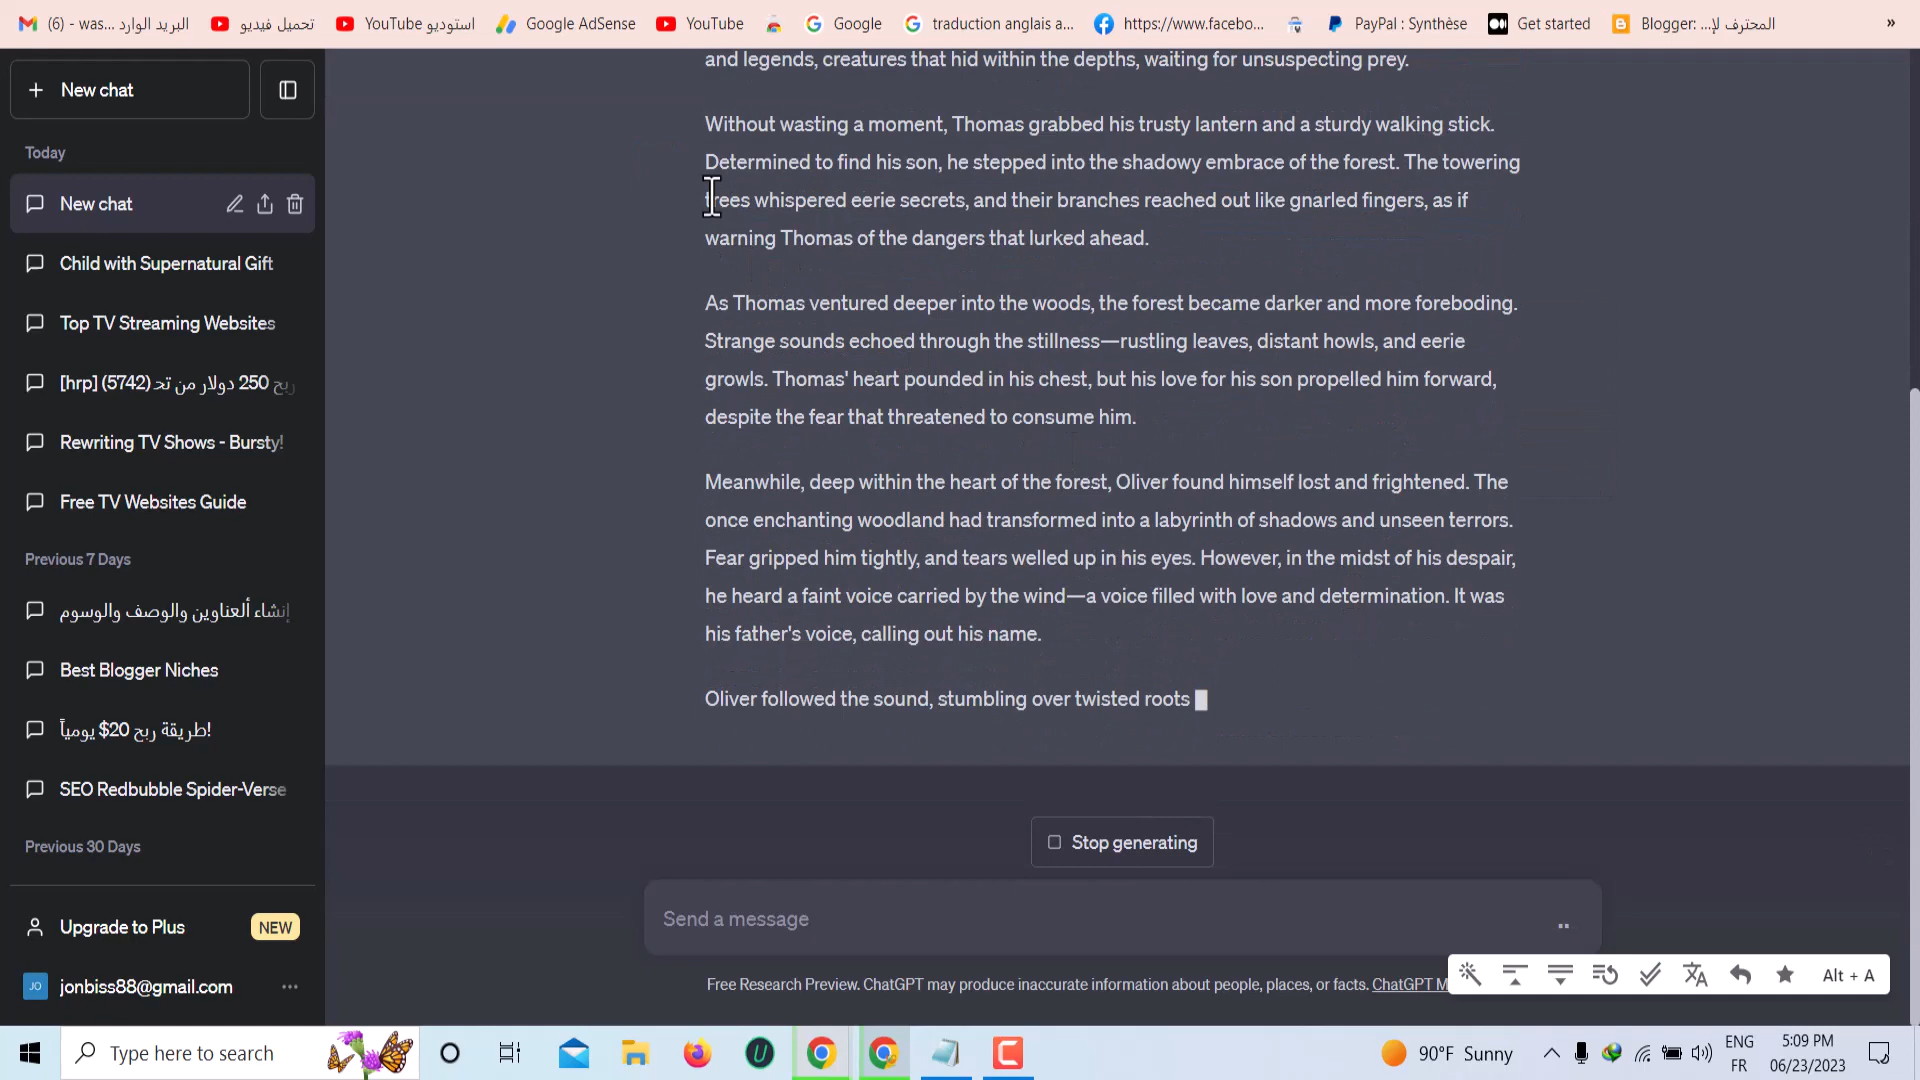 (6) - was... البريد الوارد
تحميل فيديو
استوديو YouTube
Google AdSense
YouTube
Google
traduction anglais a...
https://www.facebo...
PayPal : Synthèse
Get started
Blogger: ...المحترف لإ
»
New chat
Today
New chat
Child with Supernatural Gift
Top TV Streaming Websites
[hrp] (5742) ربح 250 دولار من تح
Rewriting TV Shows - Bursty!
Free TV Websites Guide
Previous 7 Days
إنشاء ألعناوين والوصف والوسوم
Best Blogger Niches
طريقة ربح 20$ يومياً!
SEO Redbubble Spider-Verse
Previous 30 Days
Upgrade to Plus
NEW
JO
jonbiss88@gmail.com
and legends, creatures that hid within the depths, waiting for unsuspecting prey.
Without wasting a moment, Thomas grabbed his trusty lantern and a sturdy walking stick.
Determined to find his son, he stepped into the shadowy embrace of the forest. The towering
trees whispered eerie secrets, and their branches reached out like gnarled fingers, as if
warning Thomas of the dangers that lurked ahead.
As Thomas ventured deeper into the woods, the forest became darker and more foreboding.
Strange sounds echoed through the stillness—rustling leaves, distant howls, and eerie
growls. Thomas' heart pounded in his chest, but his love for his son propelled him forward,
despite the fear that threatened to consume him.
Meanwhile, deep within the heart of the forest, Oliver found himself lost and frightened. The
once enchanting woodland had transformed into a labyrinth of shadows and unseen terrors.
Fear gripped him tightly, and tears welled up in his eyes. However, in the midst of his despair,
he heard a faint voice carried by the wind—a voice filled with love and determination. It was
his father's voice, calling out his name.
Oliver followed the sound, stumbling over twisted roots
Stop generating
Send a message
Free Research Preview. ChatGPT may produce inaccurate information about people, places, or facts. ChatGPT M
Alt + A
Type here to search
90°F Sunny
ENG
FR
5:09 PM
06/23/2023